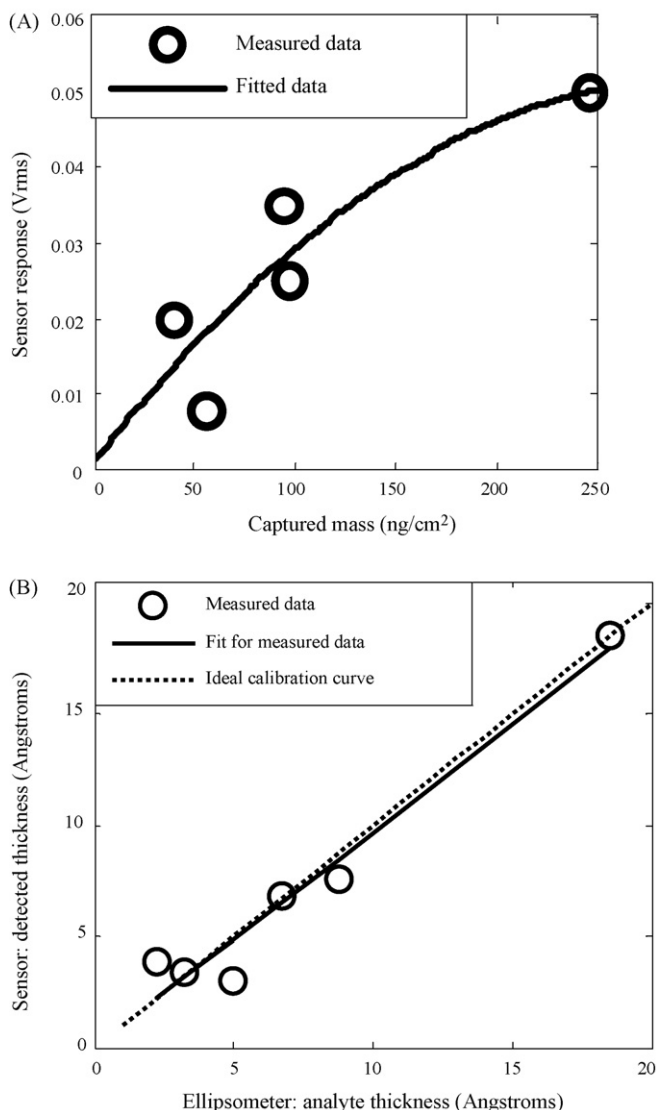 (A)
0.06
0.05
0.04
0.03
0.02
0.01
0
Sensor response (Vrms)
Measured data
Fitted data
0 50 100 150 200 250
Captured mass (ng/cm²)
(B)
20
15
10
5
0
Sensor: detected thickness (Angstroms)
Measured data
Fit for measured data
Ideal calibration curve
0 5 10 15 20
Ellipsometer: analyte thickness (Angstroms)